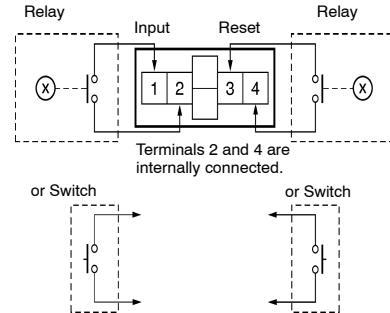 Relay
Relay
Input
Reset
X
1
2
3
4
X
Terminals 2 and 4 are
internally connected.
or Switch
or Switch